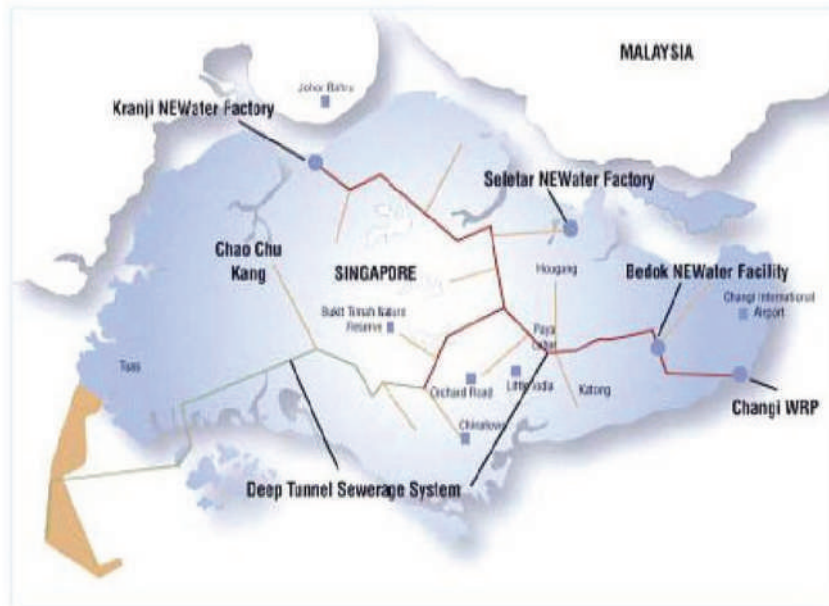 MALAYSIA
Johor Bahru
Kranji NEWater Factory
Seletar NEWater Factory
Chao Chu
Kang
SINGAPORE
Hougang
Bedok NEWater Facility
Changi International
Airport
Bukit Timah Nature
Reserve
Paya
Lebar
Tuas
Orchard Road
Little India
Katong
Changi WRP
Chinatown
Deep Tunnel Sewerage System